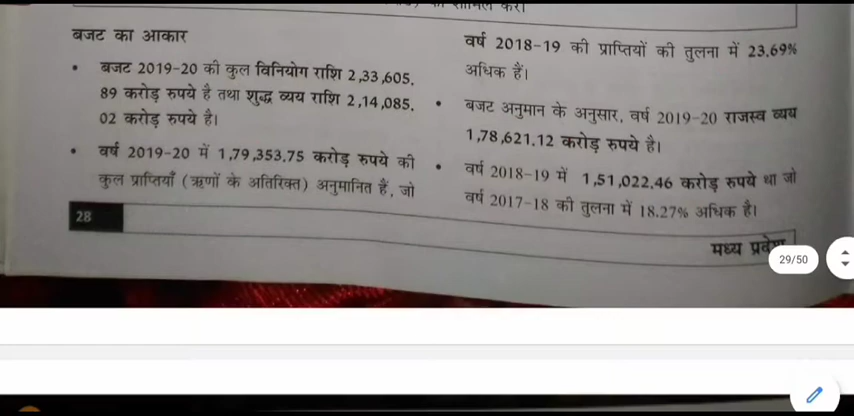 करें।
बजट का आकार
• बजट 2019-20 की कुल विनियोग राशि 2,33,605.
89 करोड़ रुपये है तथा शुद्ध व्यय राशि 2,14,085.
02 करोड़ रुपये है।
• वर्ष 2019-20 में 1,79,353.75 करोड़ रुपये की
कुल प्राप्तियाँ (ऋणों के अतिरिक्त) अनुमानित हैं, जो
28
वर्ष 2018-19 की प्राप्तियों की तुलना में 23.69%
अधिक हैं।
• बजट अनुमान के अनुसार, वर्ष 2019-20 राजस्व व्यय
1,78,621.12 करोड़ रुपये है।
• वर्ष 2018-19 में 1,51,022.46 करोड़ रुपये था जो
वर्ष 2017-18 की तुलना में 18.27% अधिक है।
मध्य
29/50